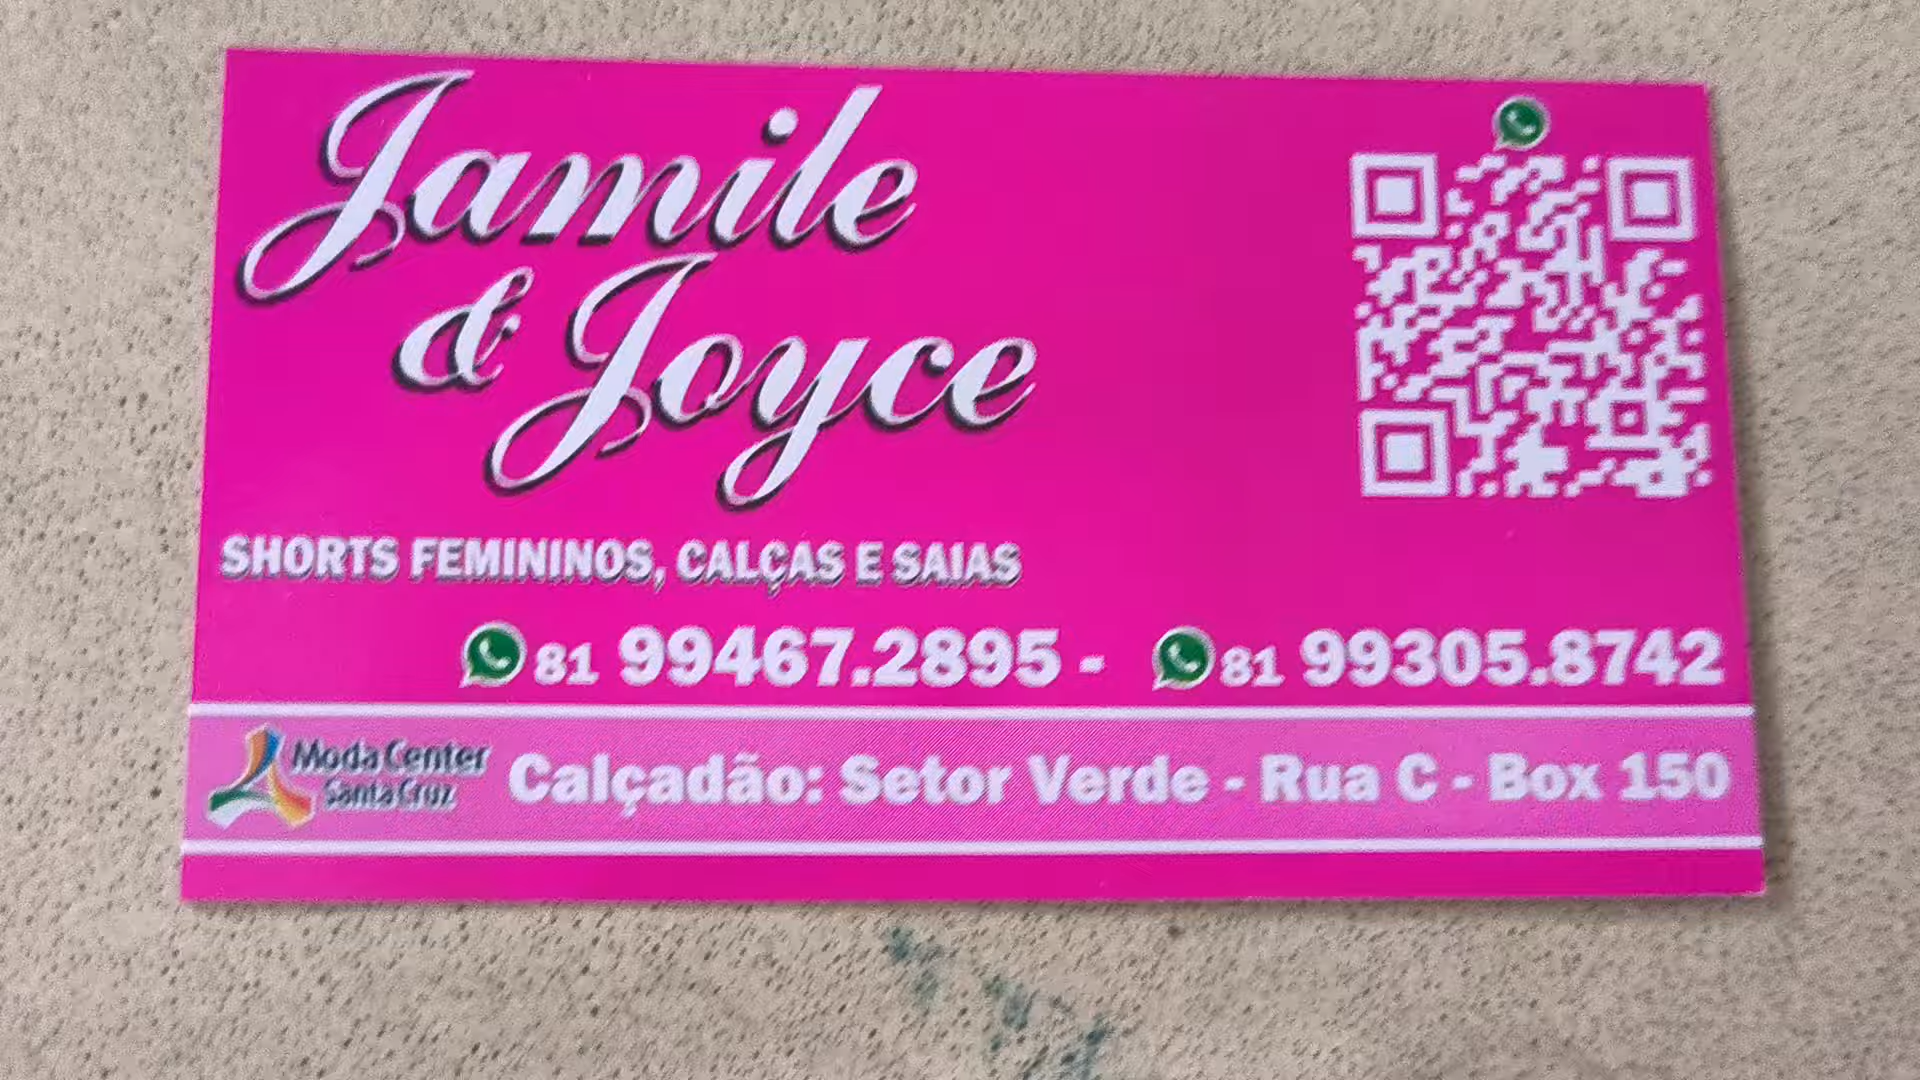 Jamile
& Joyce
SHORTS FEMININOS, CALÇAS E SAIAS
81 99467.2895 - 81 99305.8742
Moda Center
Santa Cruz
Calçadão: Setor Verde - Rua C - Box 150